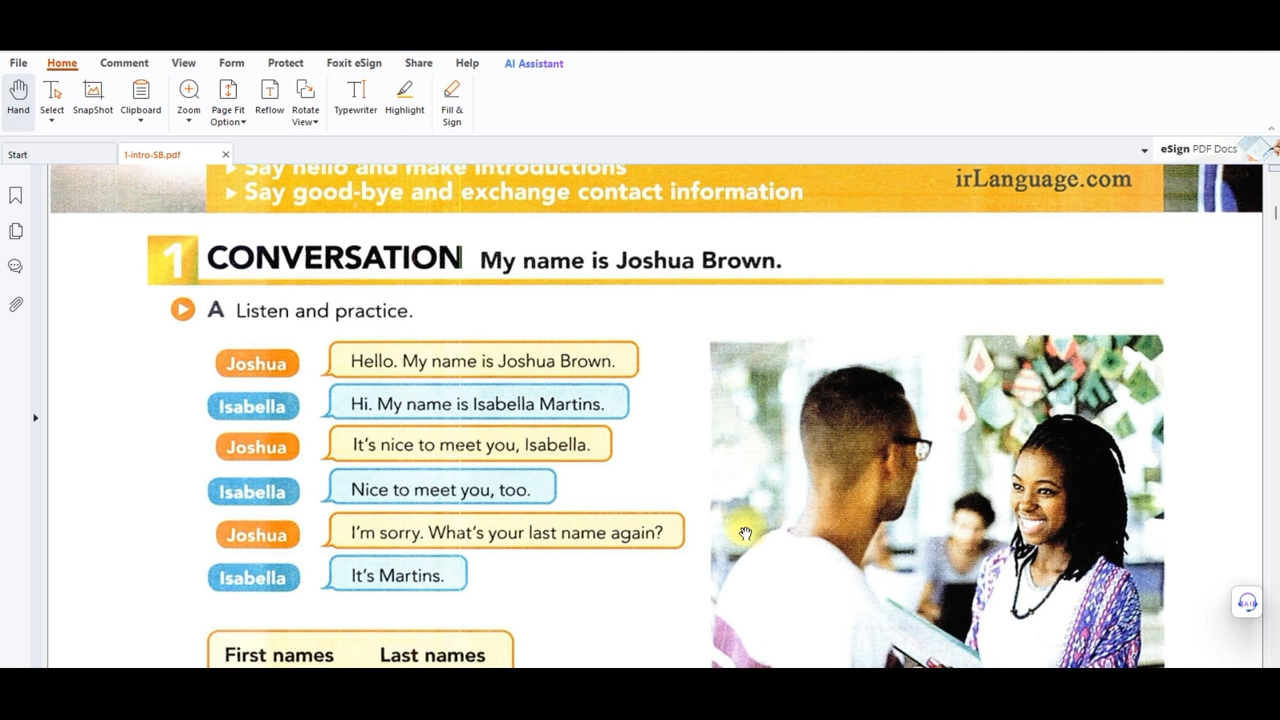 File Home Comment View Form Protect Foxit eSign Share Help AI Assistant
Hand Select SnapShot Clipboard Zoom Page Fit Option Reflow Rotate View Typewriter Highlight Fill & Sign
Start 1-intro-SB.pdf eSign PDF Docs
Say hello and make introductions
Say good-bye and exchange contact information
irLanguage.com
1 CONVERSATION My name is Joshua Brown.
A Listen and practice.
Joshua Hello. My name is Joshua Brown.
Isabella Hi. My name is Isabella Martins.
Joshua It's nice to meet you, Isabella.
Isabella Nice to meet you, too.
Joshua I'm sorry. What's your last name again?
Isabella It's Martins.
First names Last names